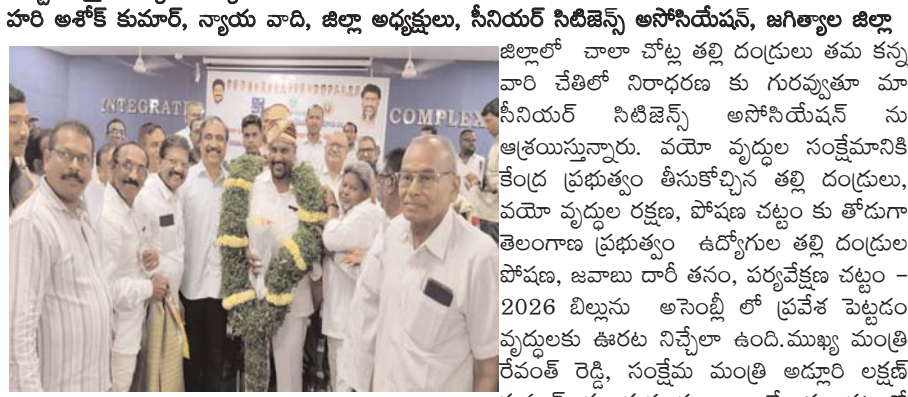 హరి అశోక్ కుమార్, న్యాయ వాది, జిల్లా అధ్యక్షులు, సీనియర్ సిటిజెన్స్ అసోసియేషన్, జగిత్యాల జిల్లా
INTEGRAT
COMPLEX
జిల్లాలో చాలా చోట్ల తల్లి దండ్రులు తమ కన్న
వారి చేతిలో నిరాధరణ కు గురవ్వుతూ మా
సీనియర్ సిటిజెన్స్ అసోసియేషన్ ను
ఆశ్రయిస్తున్నారు. వయో వృద్ధుల సంక్షేమానికి
కేంద్ర ప్రభుత్వం తీసుకోచ్చిన తల్లి దండ్రులు,
వయో వృద్ధుల రక్షణ, పోషణ చట్టం కు తోడుగా
తెలంగాణ ప్రభుత్వం ఉద్యోగుల తల్లి దండ్రుల
పోషణ, జవాబు దారీ తనం, పర్యవేక్షణ చట్టం –
2026 బిల్లును అసెంబ్లీ లో ప్రవేశ పెట్టడం
వృద్ధులకు ఊరట నిచ్చేలా ఉంది.ముఖ్య మంత్రి
రేవంత్ రెడ్డి, సంక్షేమ మంత్రి అడ్లూరి లక్షణ్